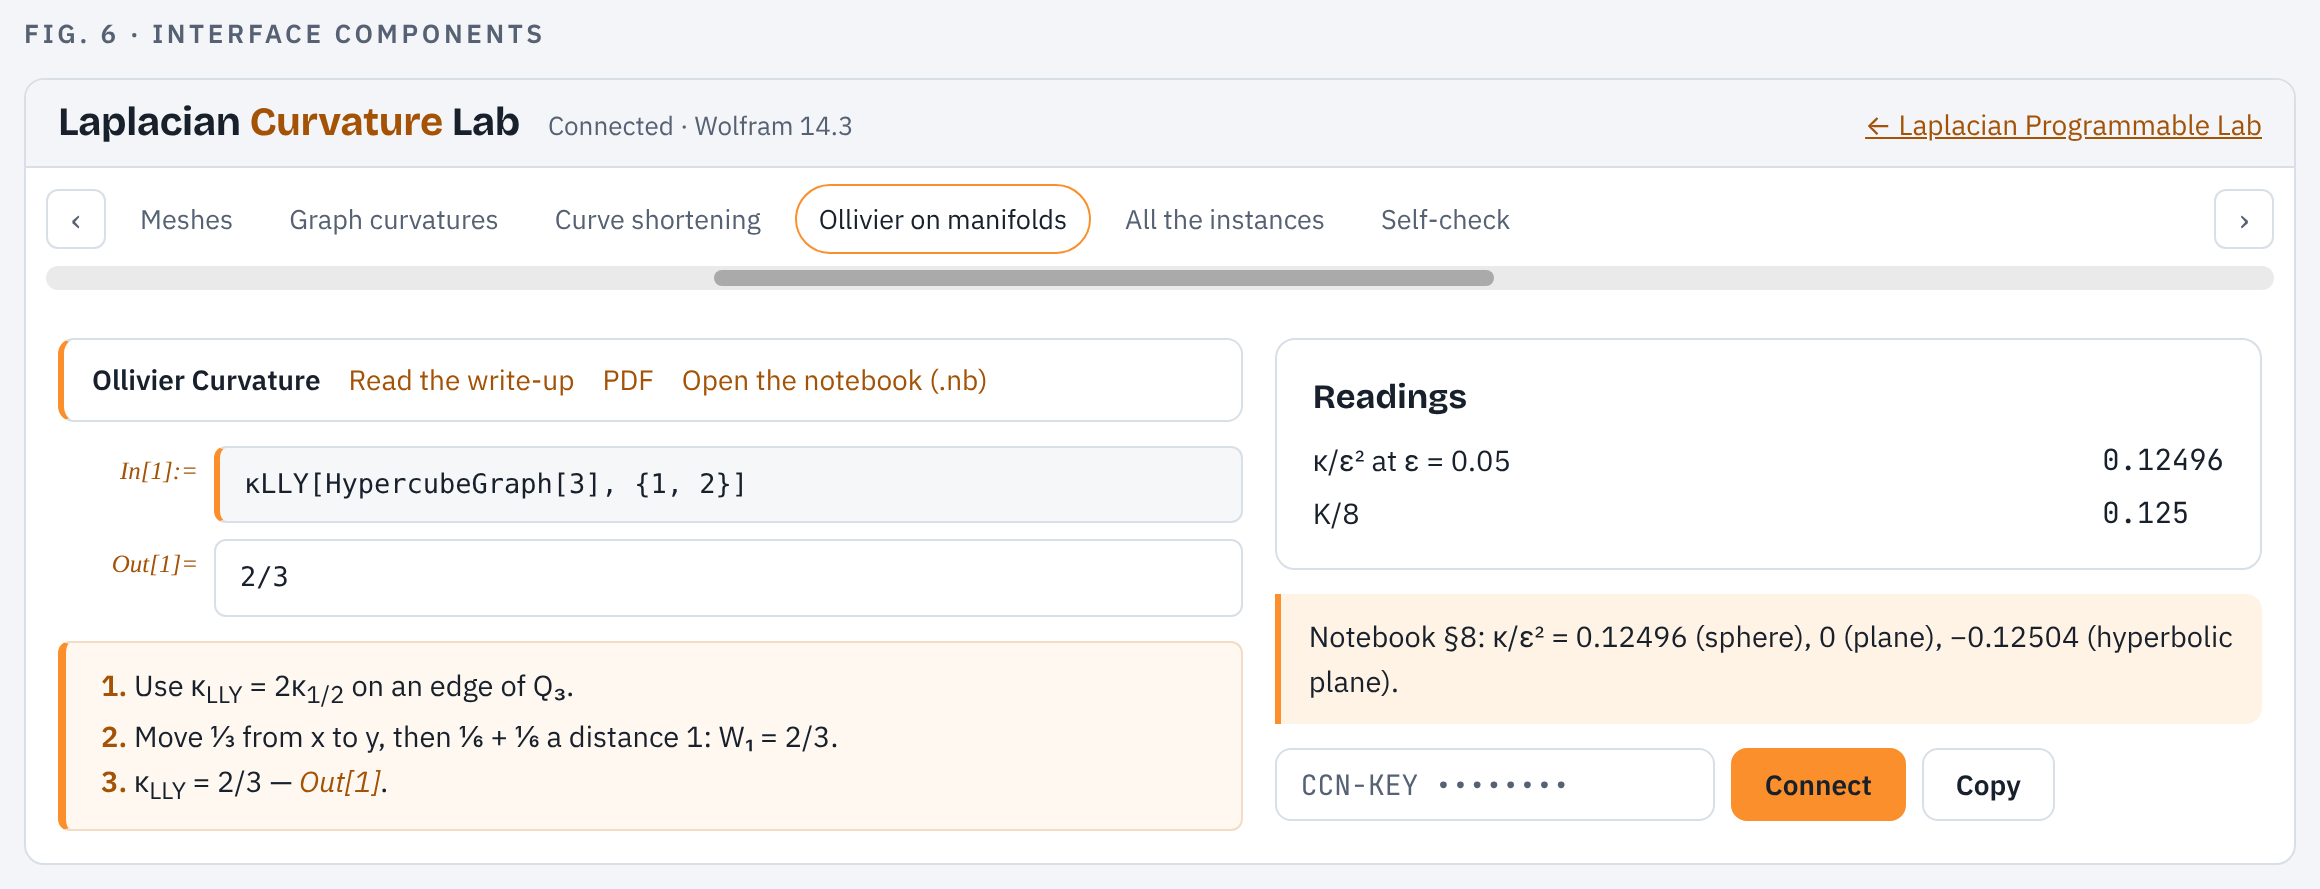 FIG. 6 · INTERFACE COMPONENTS
Laplacian Curvature Lab Connected · Wolfram 14.3 ← Laplacian Programmable Lab
‹ Meshes Graph curvatures Curve shortening Ollivier on manifolds All the instances Self-check ›
Ollivier Curvature Read the write-up PDF Open the notebook (.nb)
In[1]:= κLLY[HypercubeGraph[3], {1, 2}]
Out[1]= 2/3
1. Use κLLY = 2κ1/2 on an edge of Q₃.
2. Move ⅓ from x to y, then ⅙ + ⅙ a distance 1: W₁ = 2/3.
3. κLLY = 2/3 — Out[1].
Readings
κ/ε² at ε = 0.05 0.12496
K/8 0.125
Notebook §8: κ/ε² = 0.12496 (sphere), 0 (plane), −0.12504 (hyperbolic
plane).
CCN-KEY •••••••• Connect Copy